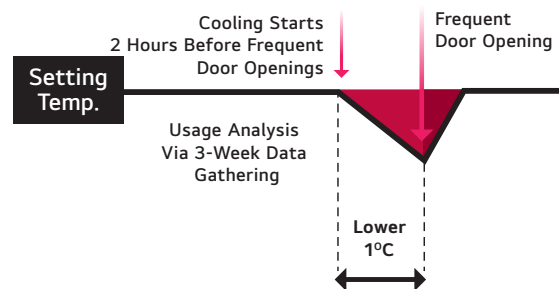 Cooling Starts
2 Hours Before Frequent
Door Openings
Frequent
Door Opening
Setting
Temp.
Usage Analysis
Via 3-Week Data
Gathering
Lower
1ºC